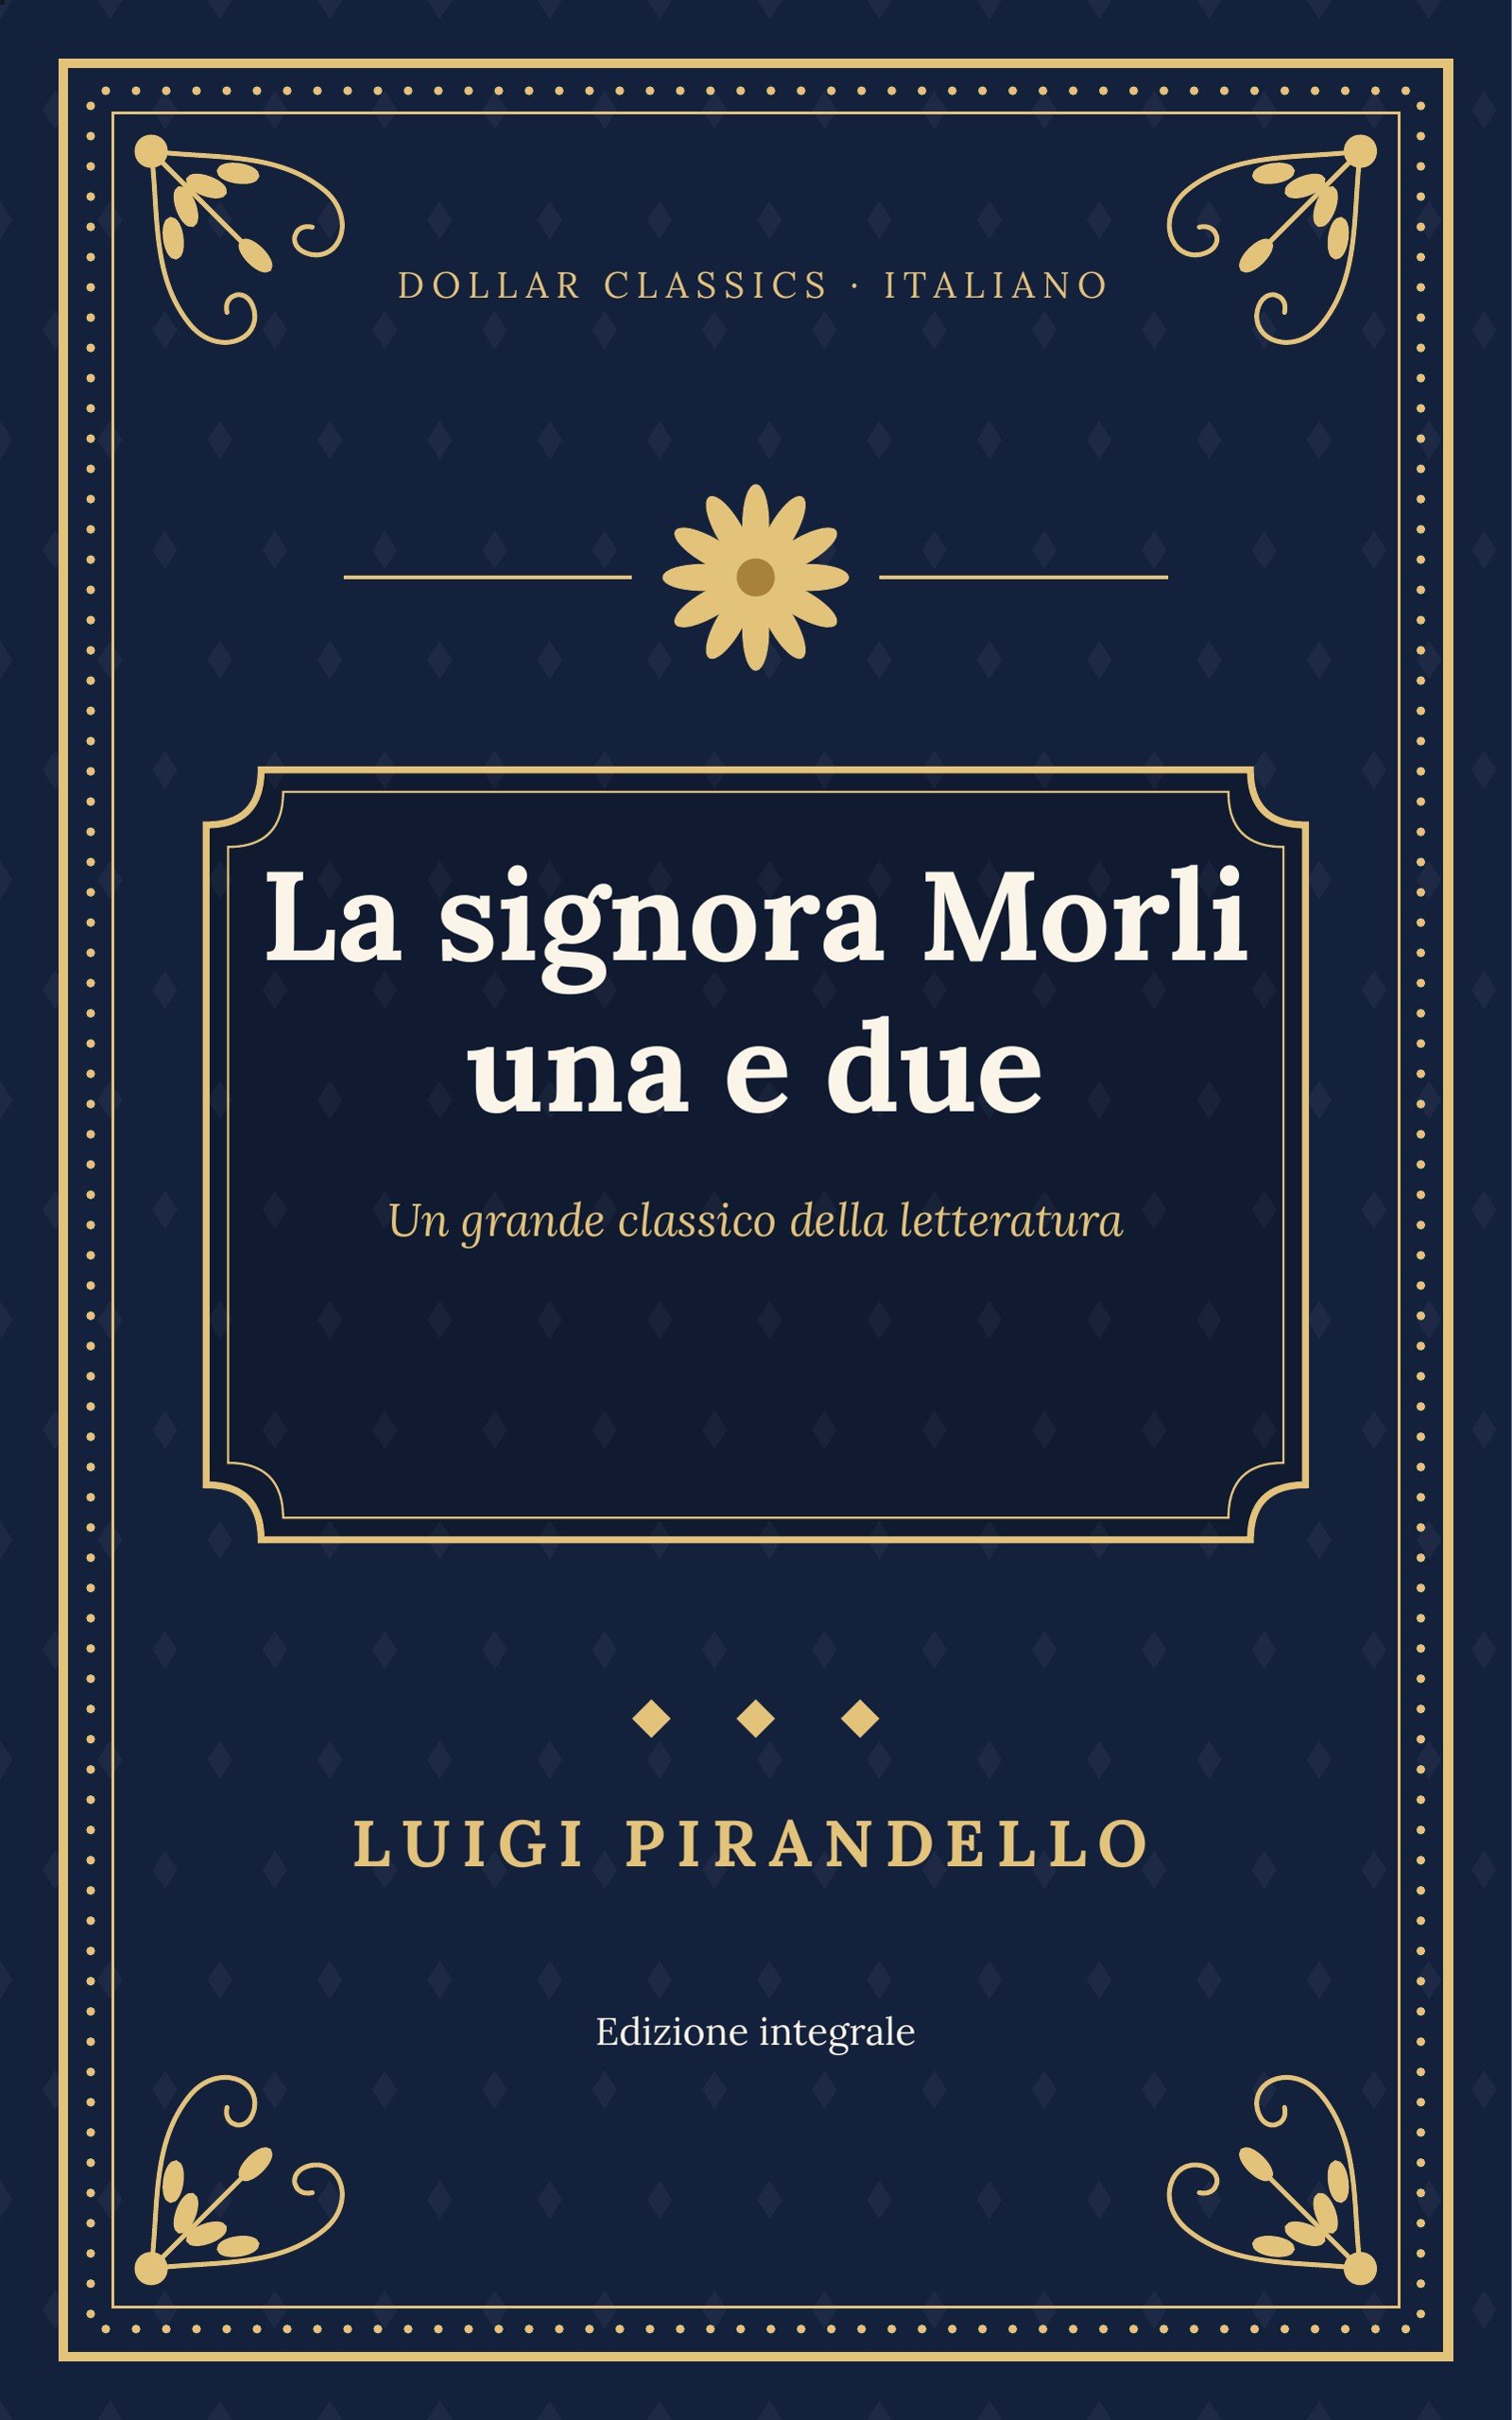 DOLLAR CLASSICS · ITALIANO
La signora Morli
una e due
Un grande classico della letteratura
LUIGI PIRANDELLO
Edizione integrale